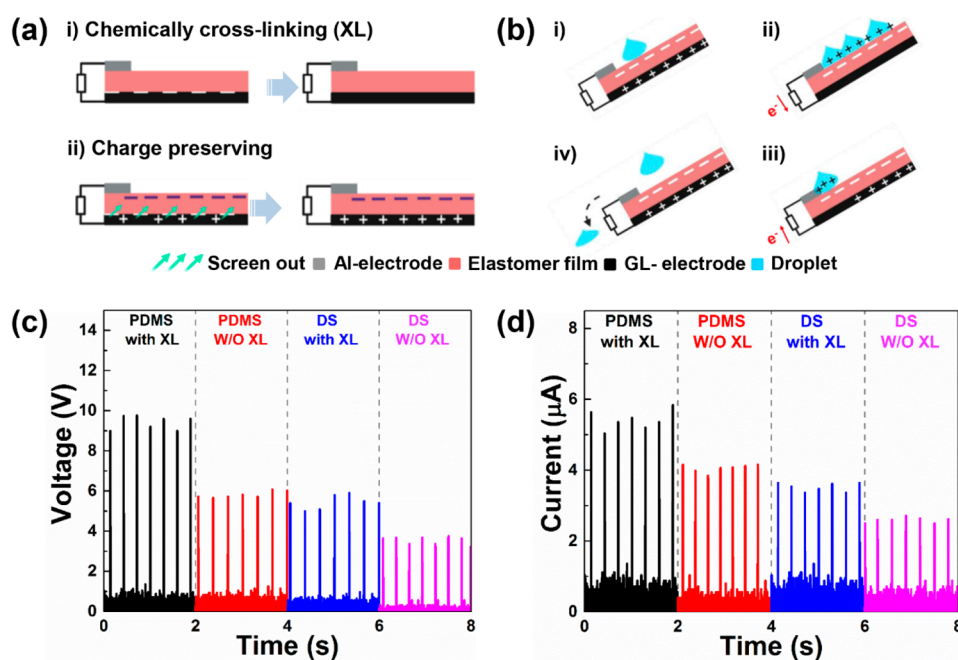 (a)
i) Chemically cross-linking (XL)
ii) Charge preserving
+ + + + + +
+ + + + + +
(b)
i)
ii)
e-
iv)
iii)
e-
Screen out
Al-electrode
Elastomer film
GL- electrode
Droplet
(c)
PDMS
with XL
PDMS
W/O XL
DS
with XL
DS
W/O XL
Voltage (V)
14
12
10
8
6
4
2
0
0
2
4
6
8
Time (s)
(d)
PDMS
with XL
PDMS
W/O XL
DS
with XL
DS
W/O XL
Current (μA)
8
6
4
2
0
0
2
4
6
8
Time (s)